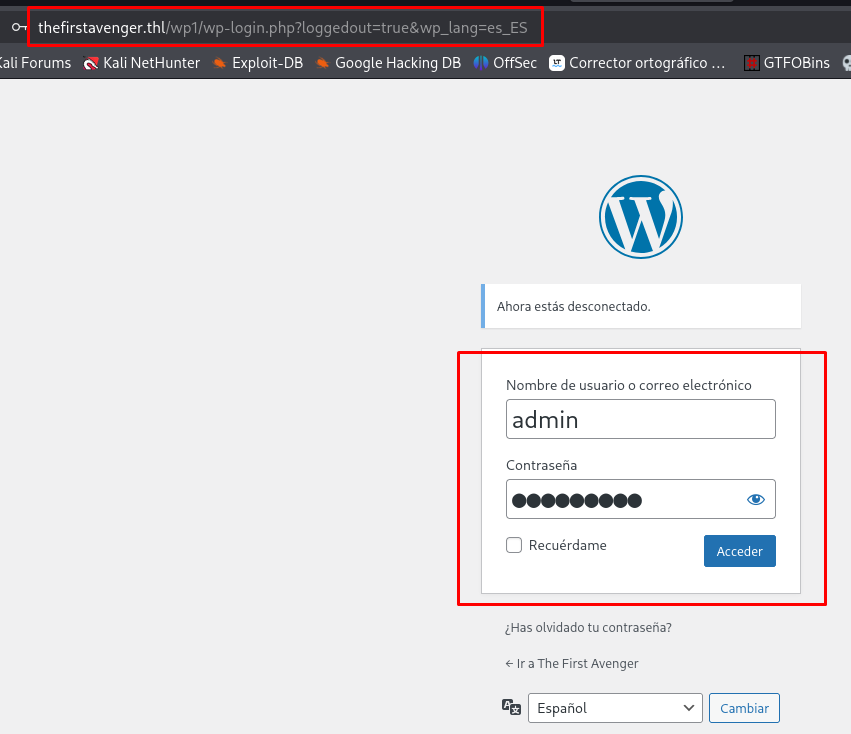 thefirstavenger.thl/wp1/wp-login.php?loggedout=true&wp_lang=es_ES
Kali Forums Kali NetHunter Exploit-DB Google Hacking DB OffSec LT Corrector ortográfico … GTFOBins
Ahora estás desconectado.
Nombre de usuario o correo electrónico
admin
Contraseña
Recuérdame
Acceder
¿Has olvidado tu contraseña?
← Ir a The First Avenger
Español
Cambiar